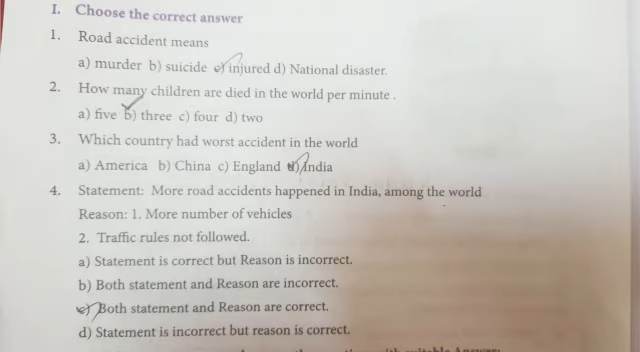 I. Choose the correct answer
1. Road accident means
a) murder b) suicide c) injured d) National disaster.
2. How many children are died in the world per minute .
a) five b) three c) four d) two
3. Which country had worst accident in the world
a) America b) China c) England d) India
4. Statement: More road accidents happened in India, among the world
Reason: 1. More number of vehicles
2. Traffic rules not followed.
a) Statement is correct but Reason is incorrect.
b) Both statement and Reason are incorrect.
c) Both statement and Reason are correct.
d) Statement is incorrect but reason is correct.